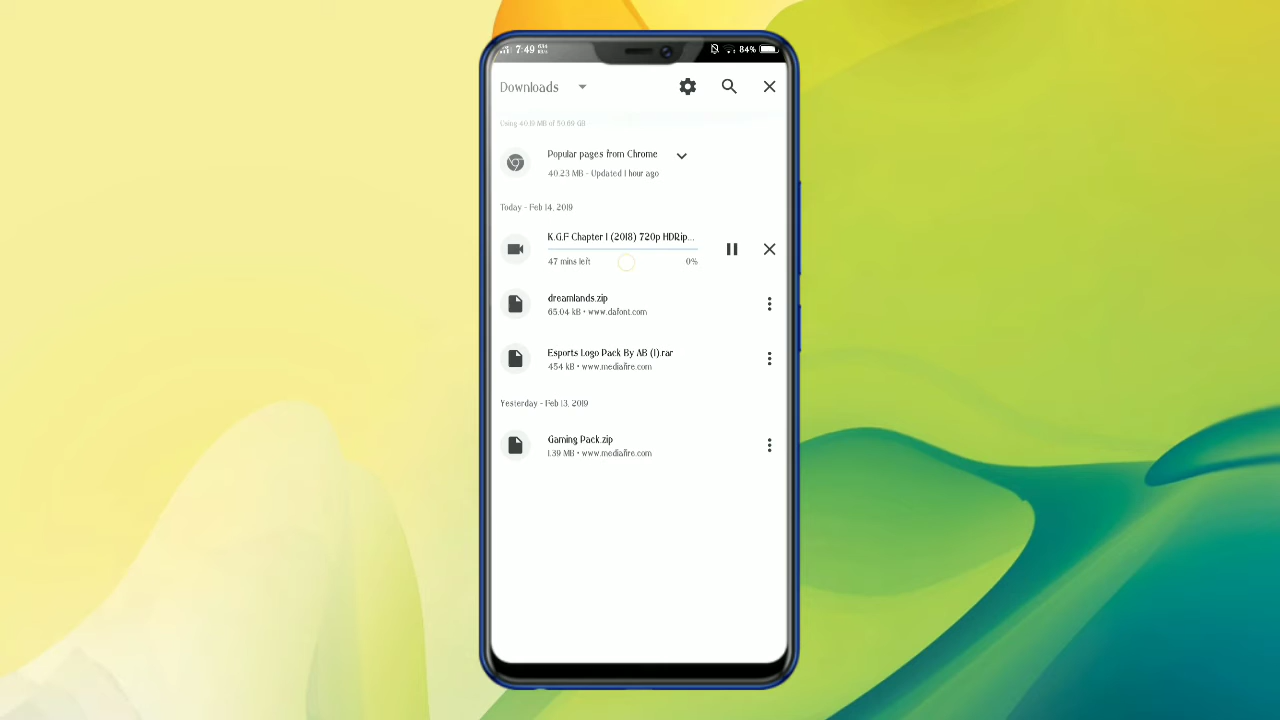 7:49
84%
Downloads
Using 40.19 MB of 50.69 GB
Popular pages from Chrome
40.23 MB - Updated 1 hour ago
Today - Feb 14, 2019
K.G.F Chapter 1 (2018) 720p HDRip...
47 mins left 0%
dreamlands.zip
65.04 kB • www.dafont.com
Esports Logo Pack By AB (1).rar
454 kB • www.mediafire.com
Yesterday - Feb 13, 2019
Gaming Pack.zip
1.39 MB • www.mediafire.com